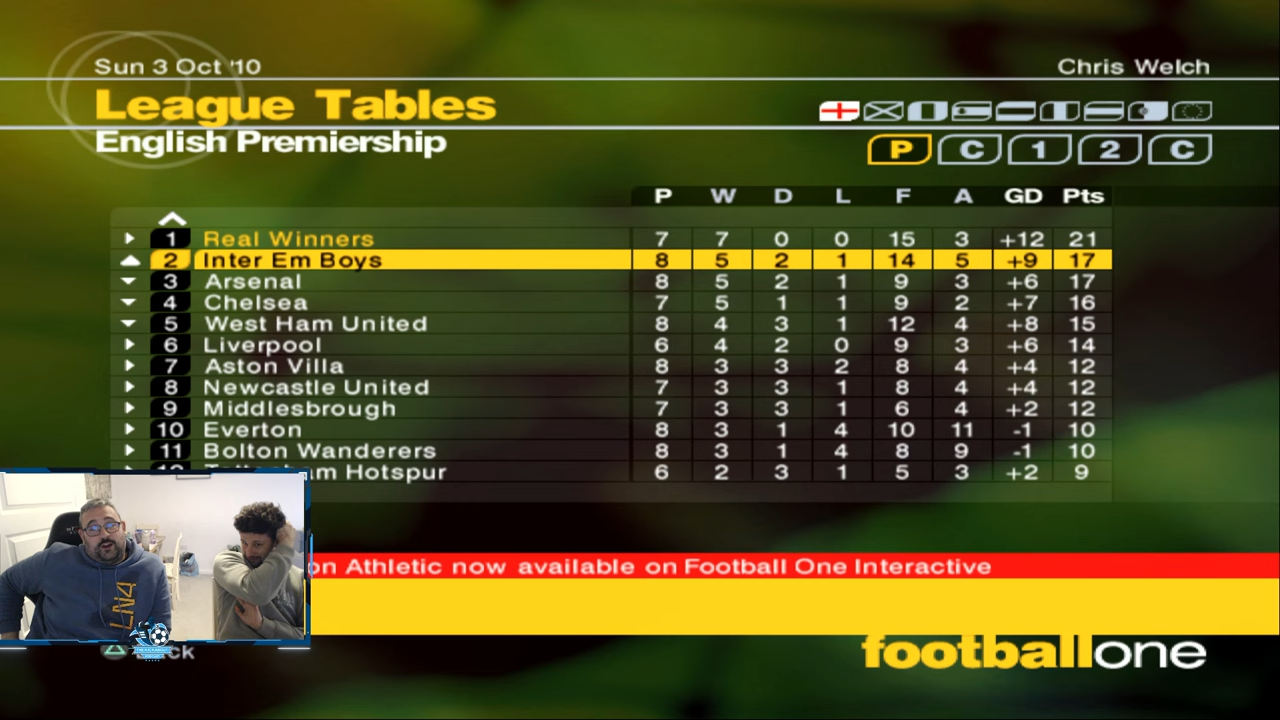 Sun 3 Oct '10
Chris Welch
League Tables
English Premiership
P C 1 2 C
P W D L F A GD Pts
1 Real Winners 7 7 0 0 15 3 +12 21
2 Inter Em Boys 8 5 2 1 14 5 +9 17
3 Arsenal 8 5 2 1 9 3 +6 17
4 Chelsea 7 5 1 1 9 2 +7 16
5 West Ham United 8 4 3 1 12 4 +8 15
6 Liverpool 6 4 2 0 9 3 +6 14
7 Aston Villa 8 3 3 2 8 4 +4 12
8 Newcastle United 7 3 3 1 8 4 +4 12
9 Middlesbrough 7 3 3 1 6 4 +2 12
10 Everton 8 3 1 4 10 11 -1 10
11 Bolton Wanderers 8 3 1 4 8 9 -1 10
Hotspur 6 2 3 1 5 3 +2 9
on Athletic now available on Football One Interactive
LN4
footballone